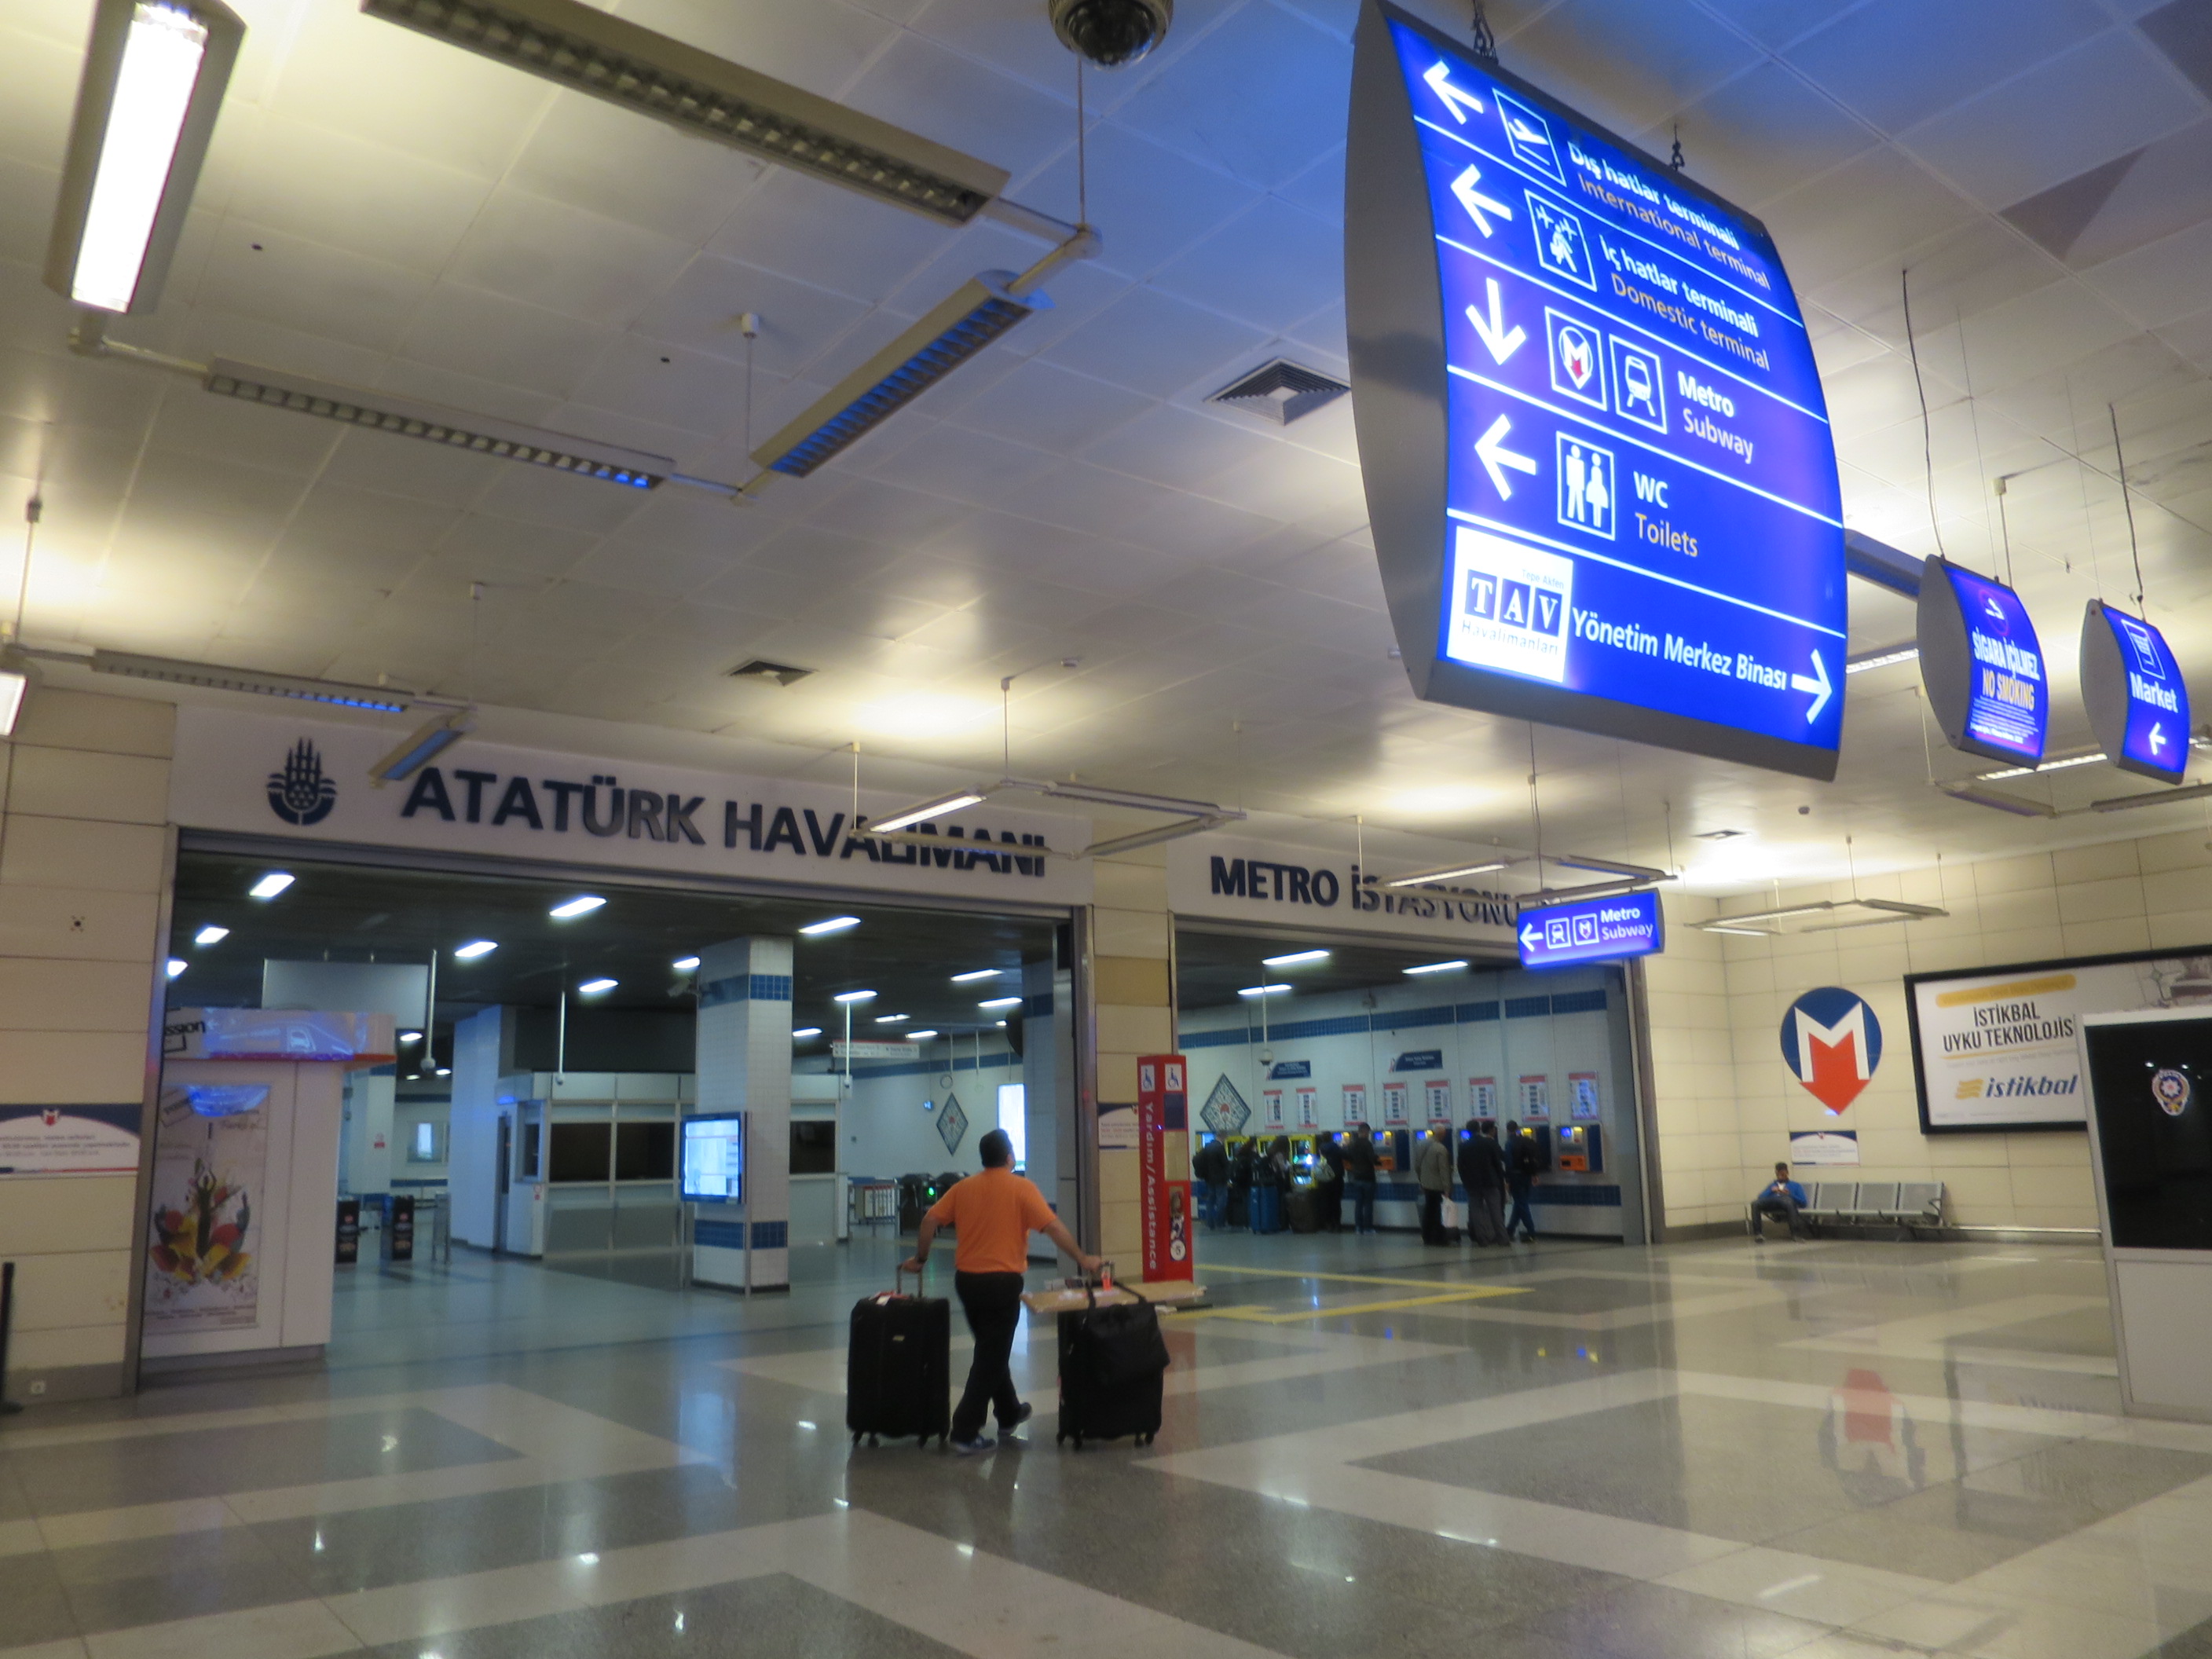 Dış hatlar terminali
International terminal
İç hatlar terminali
Domestic terminal
Metro
Subway
WC
Toilets
Tepe Akfen
TAV
Havalimanları
Yönetim Merkez Binası
SİGARA İÇİLMEZ
NO SMOKING
Market
ATATÜRK HAVALİMANI
METRO İSTASYONU
Metro
Subway
İSTİKBAL
UYKU TEKNOLOJİS
istikbal
Yardım/Assistance